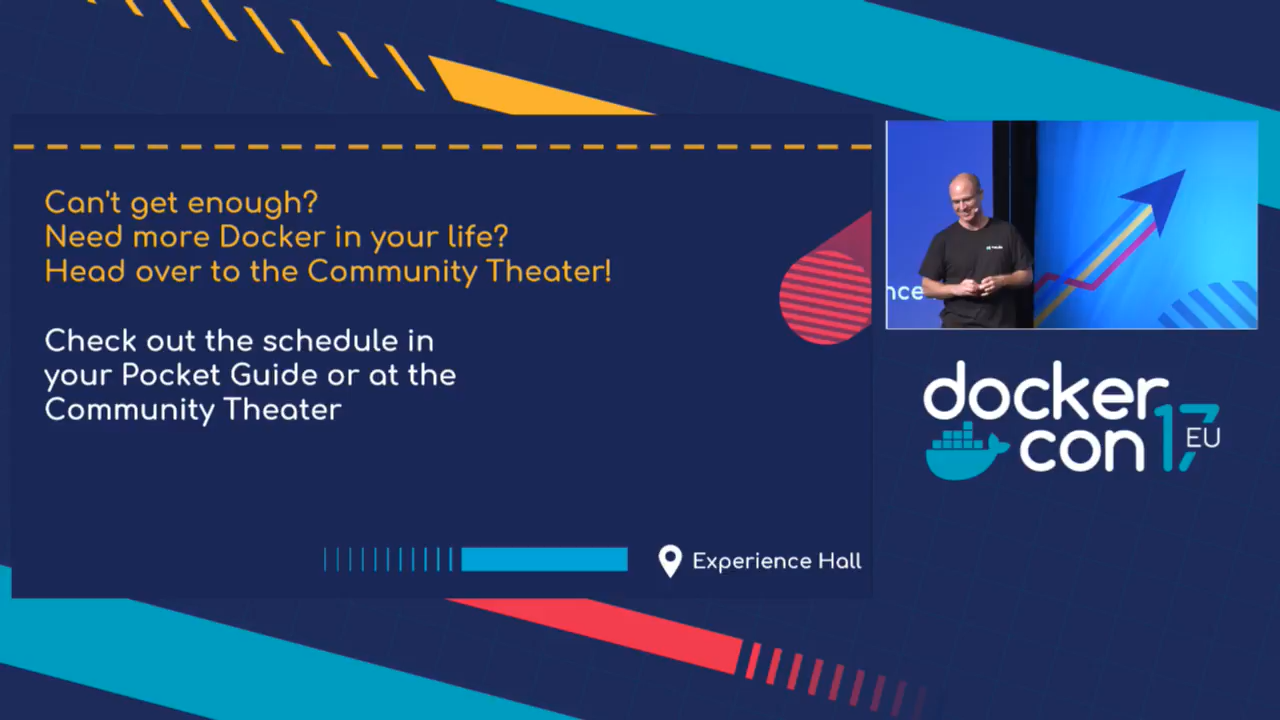 Can't get enough?
Need more Docker in your life?
Head over to the Community Theater!
Check out the schedule in
your Pocket Guide or at the
Community Theater
Experience Hall
nce
docker
con 17 EU